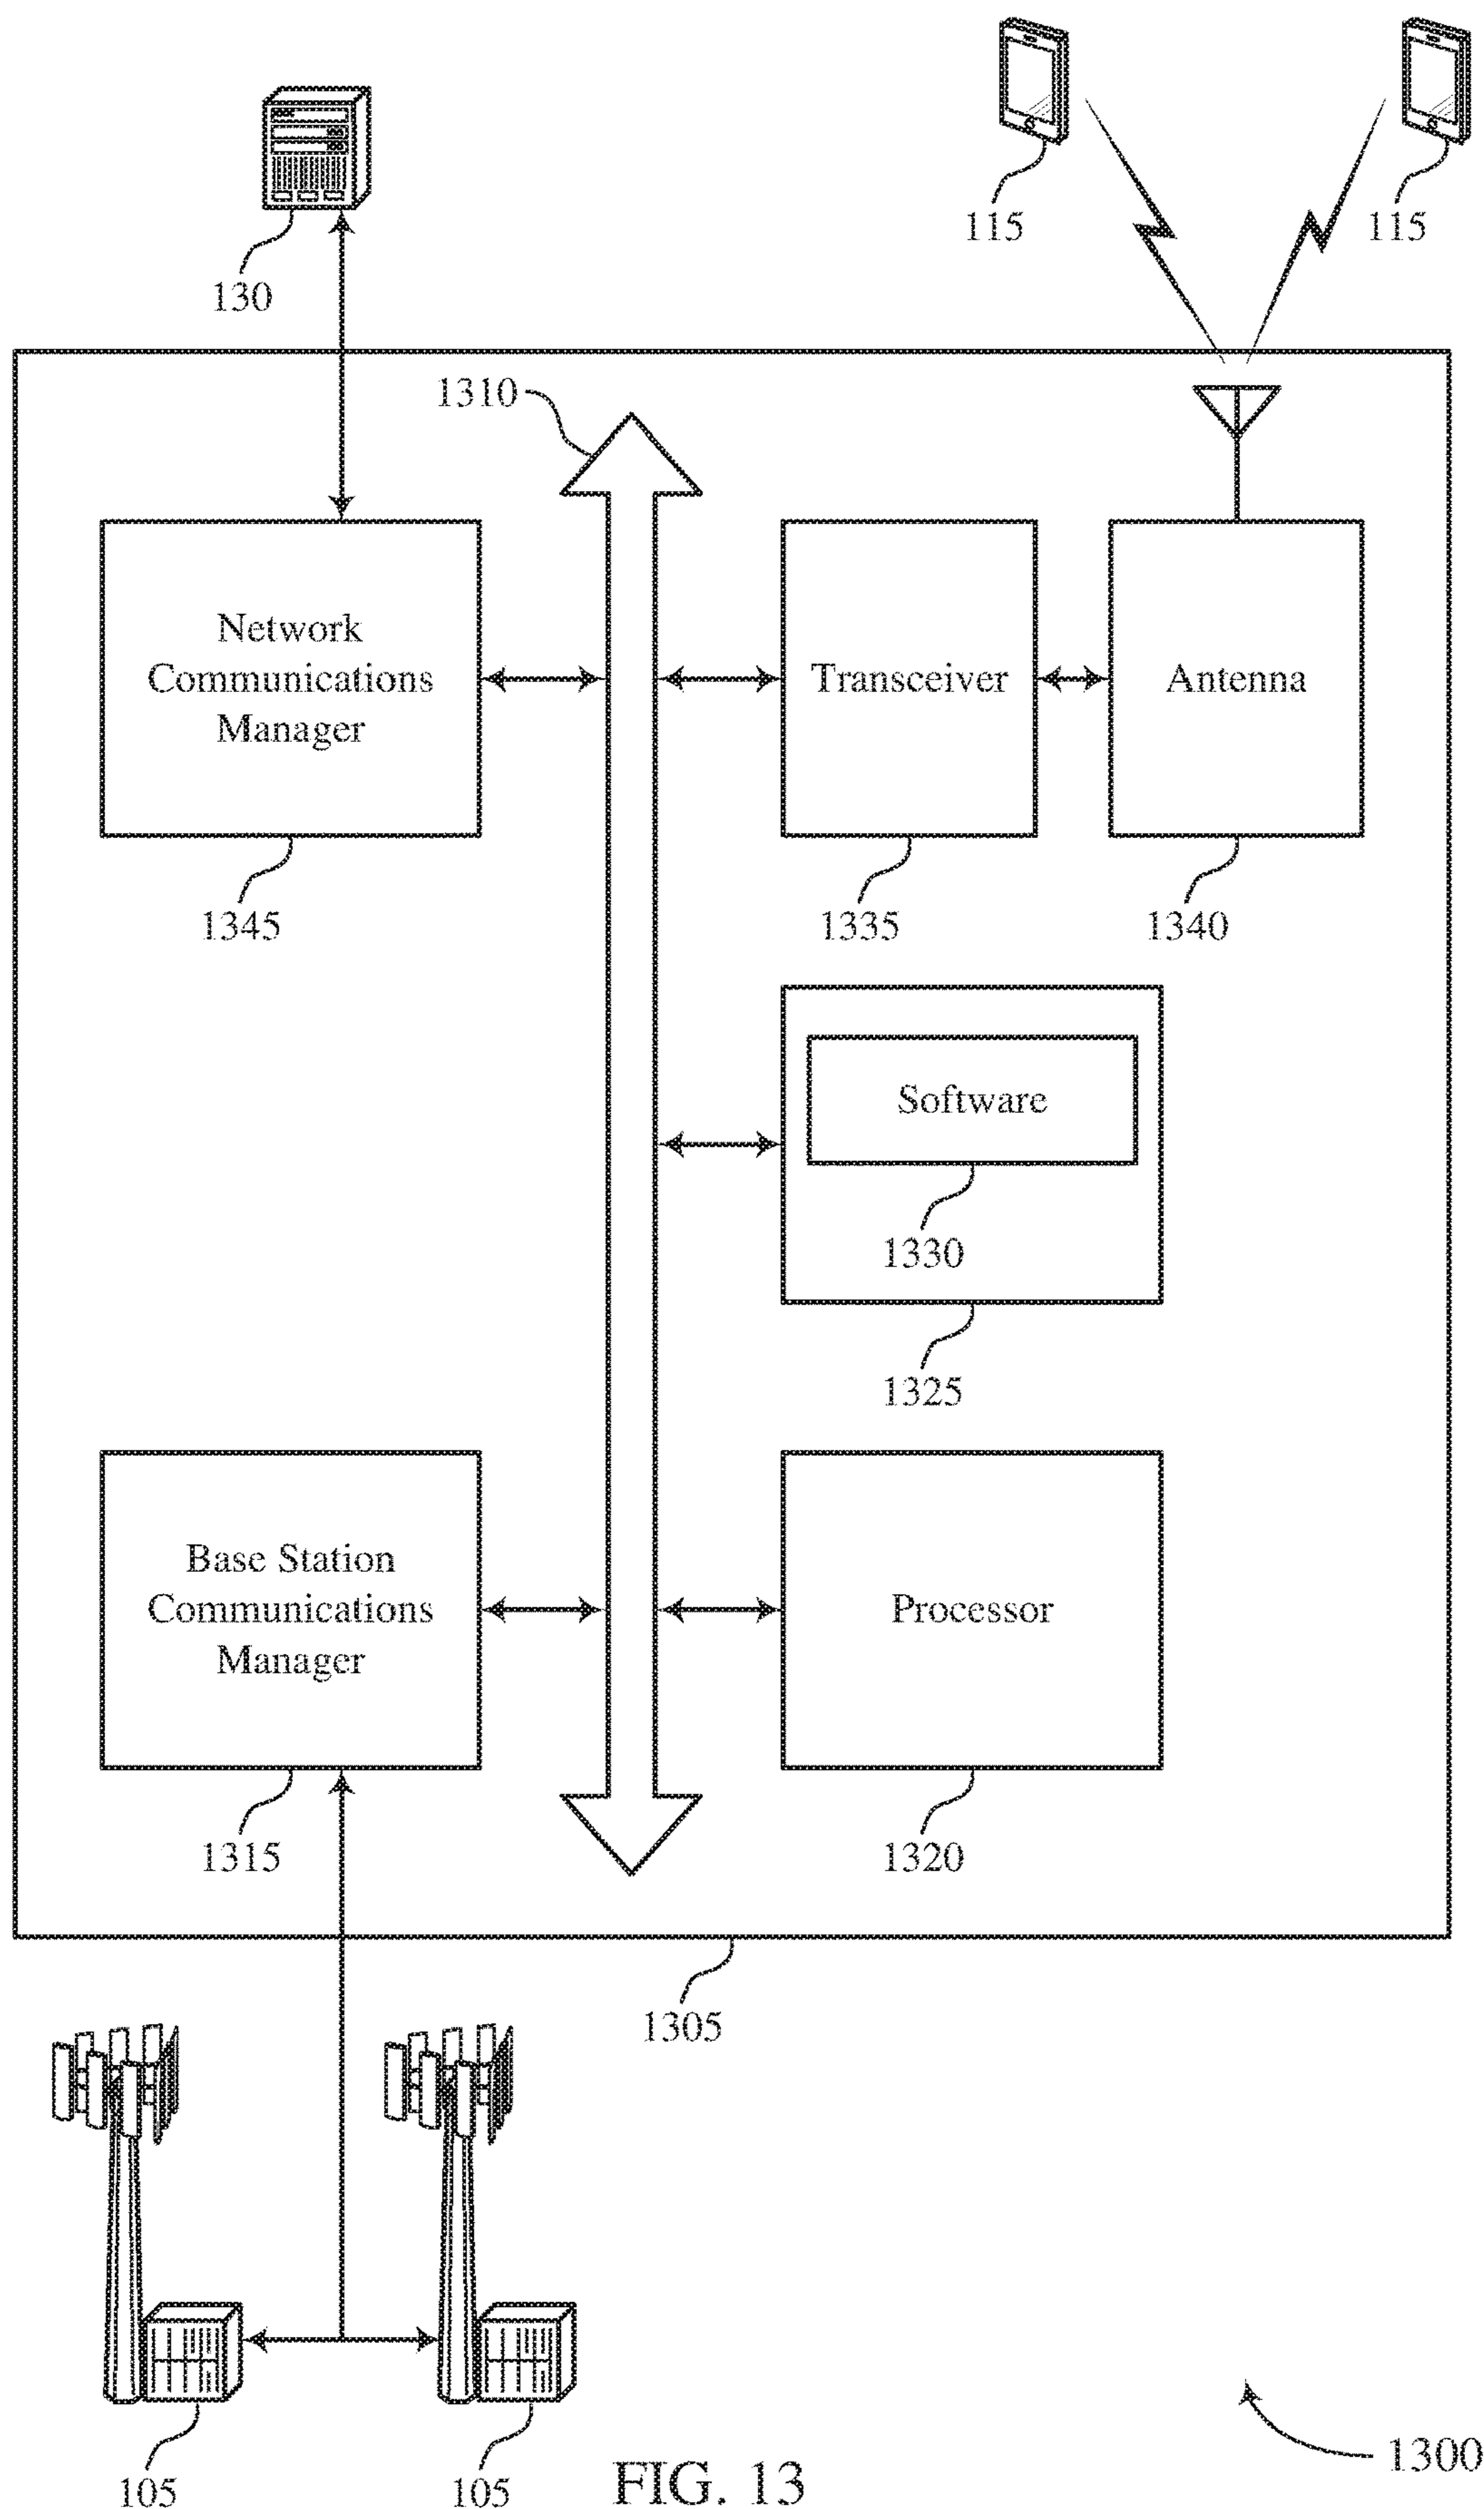 115
115
130
1310
Network
Communications
Manager
Transceiver
Antenna
1345
1335
1340
Software
1330
1325
Base Station
Communications
Manager
Processor
1315
1320
1305
105
105
FIG. 13
1300